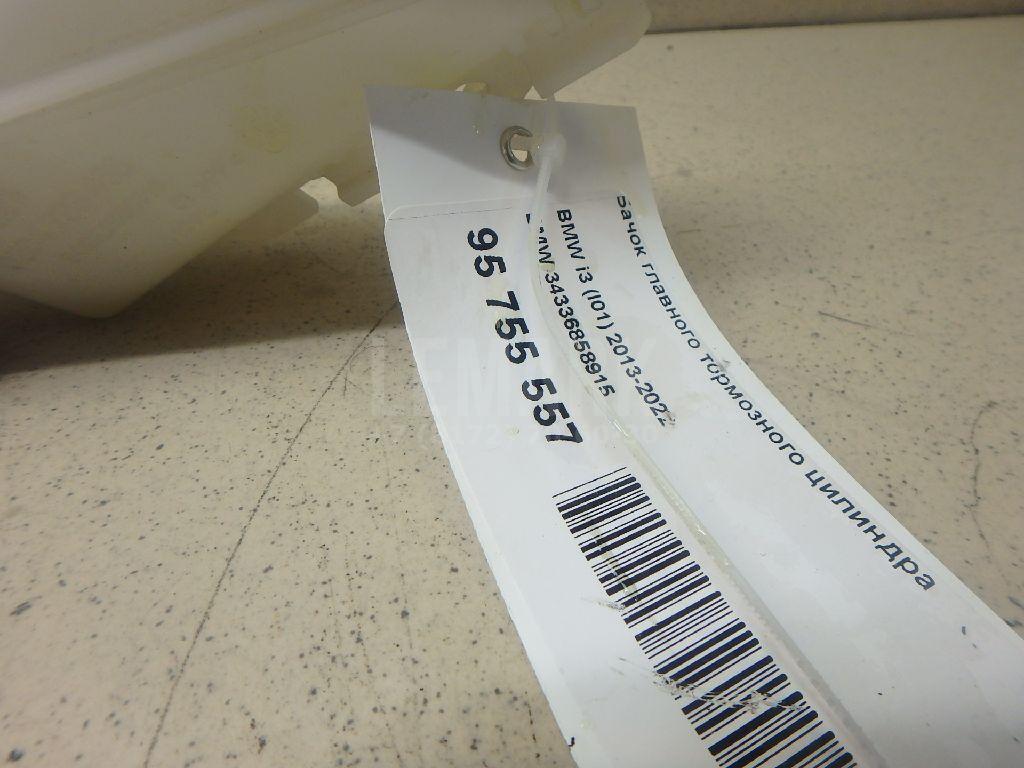 Бачок главного тормозного цилиндра
BMW i3 (I01) 2013-2022
BMW 34336858915
95 755 557